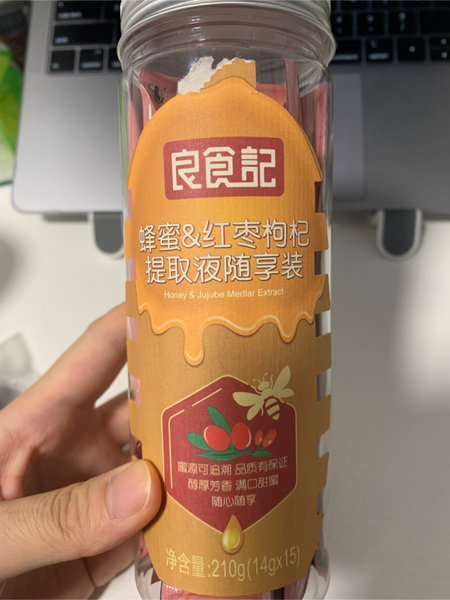 良食記
蜂蜜&红枣枸杞
提取液随享装
Honey & Jujube Medlar Extract
蜜源可追溯 品质有保证
醇厚芳香 满口甜蜜
随心随享
净含量:210g(14gx15)